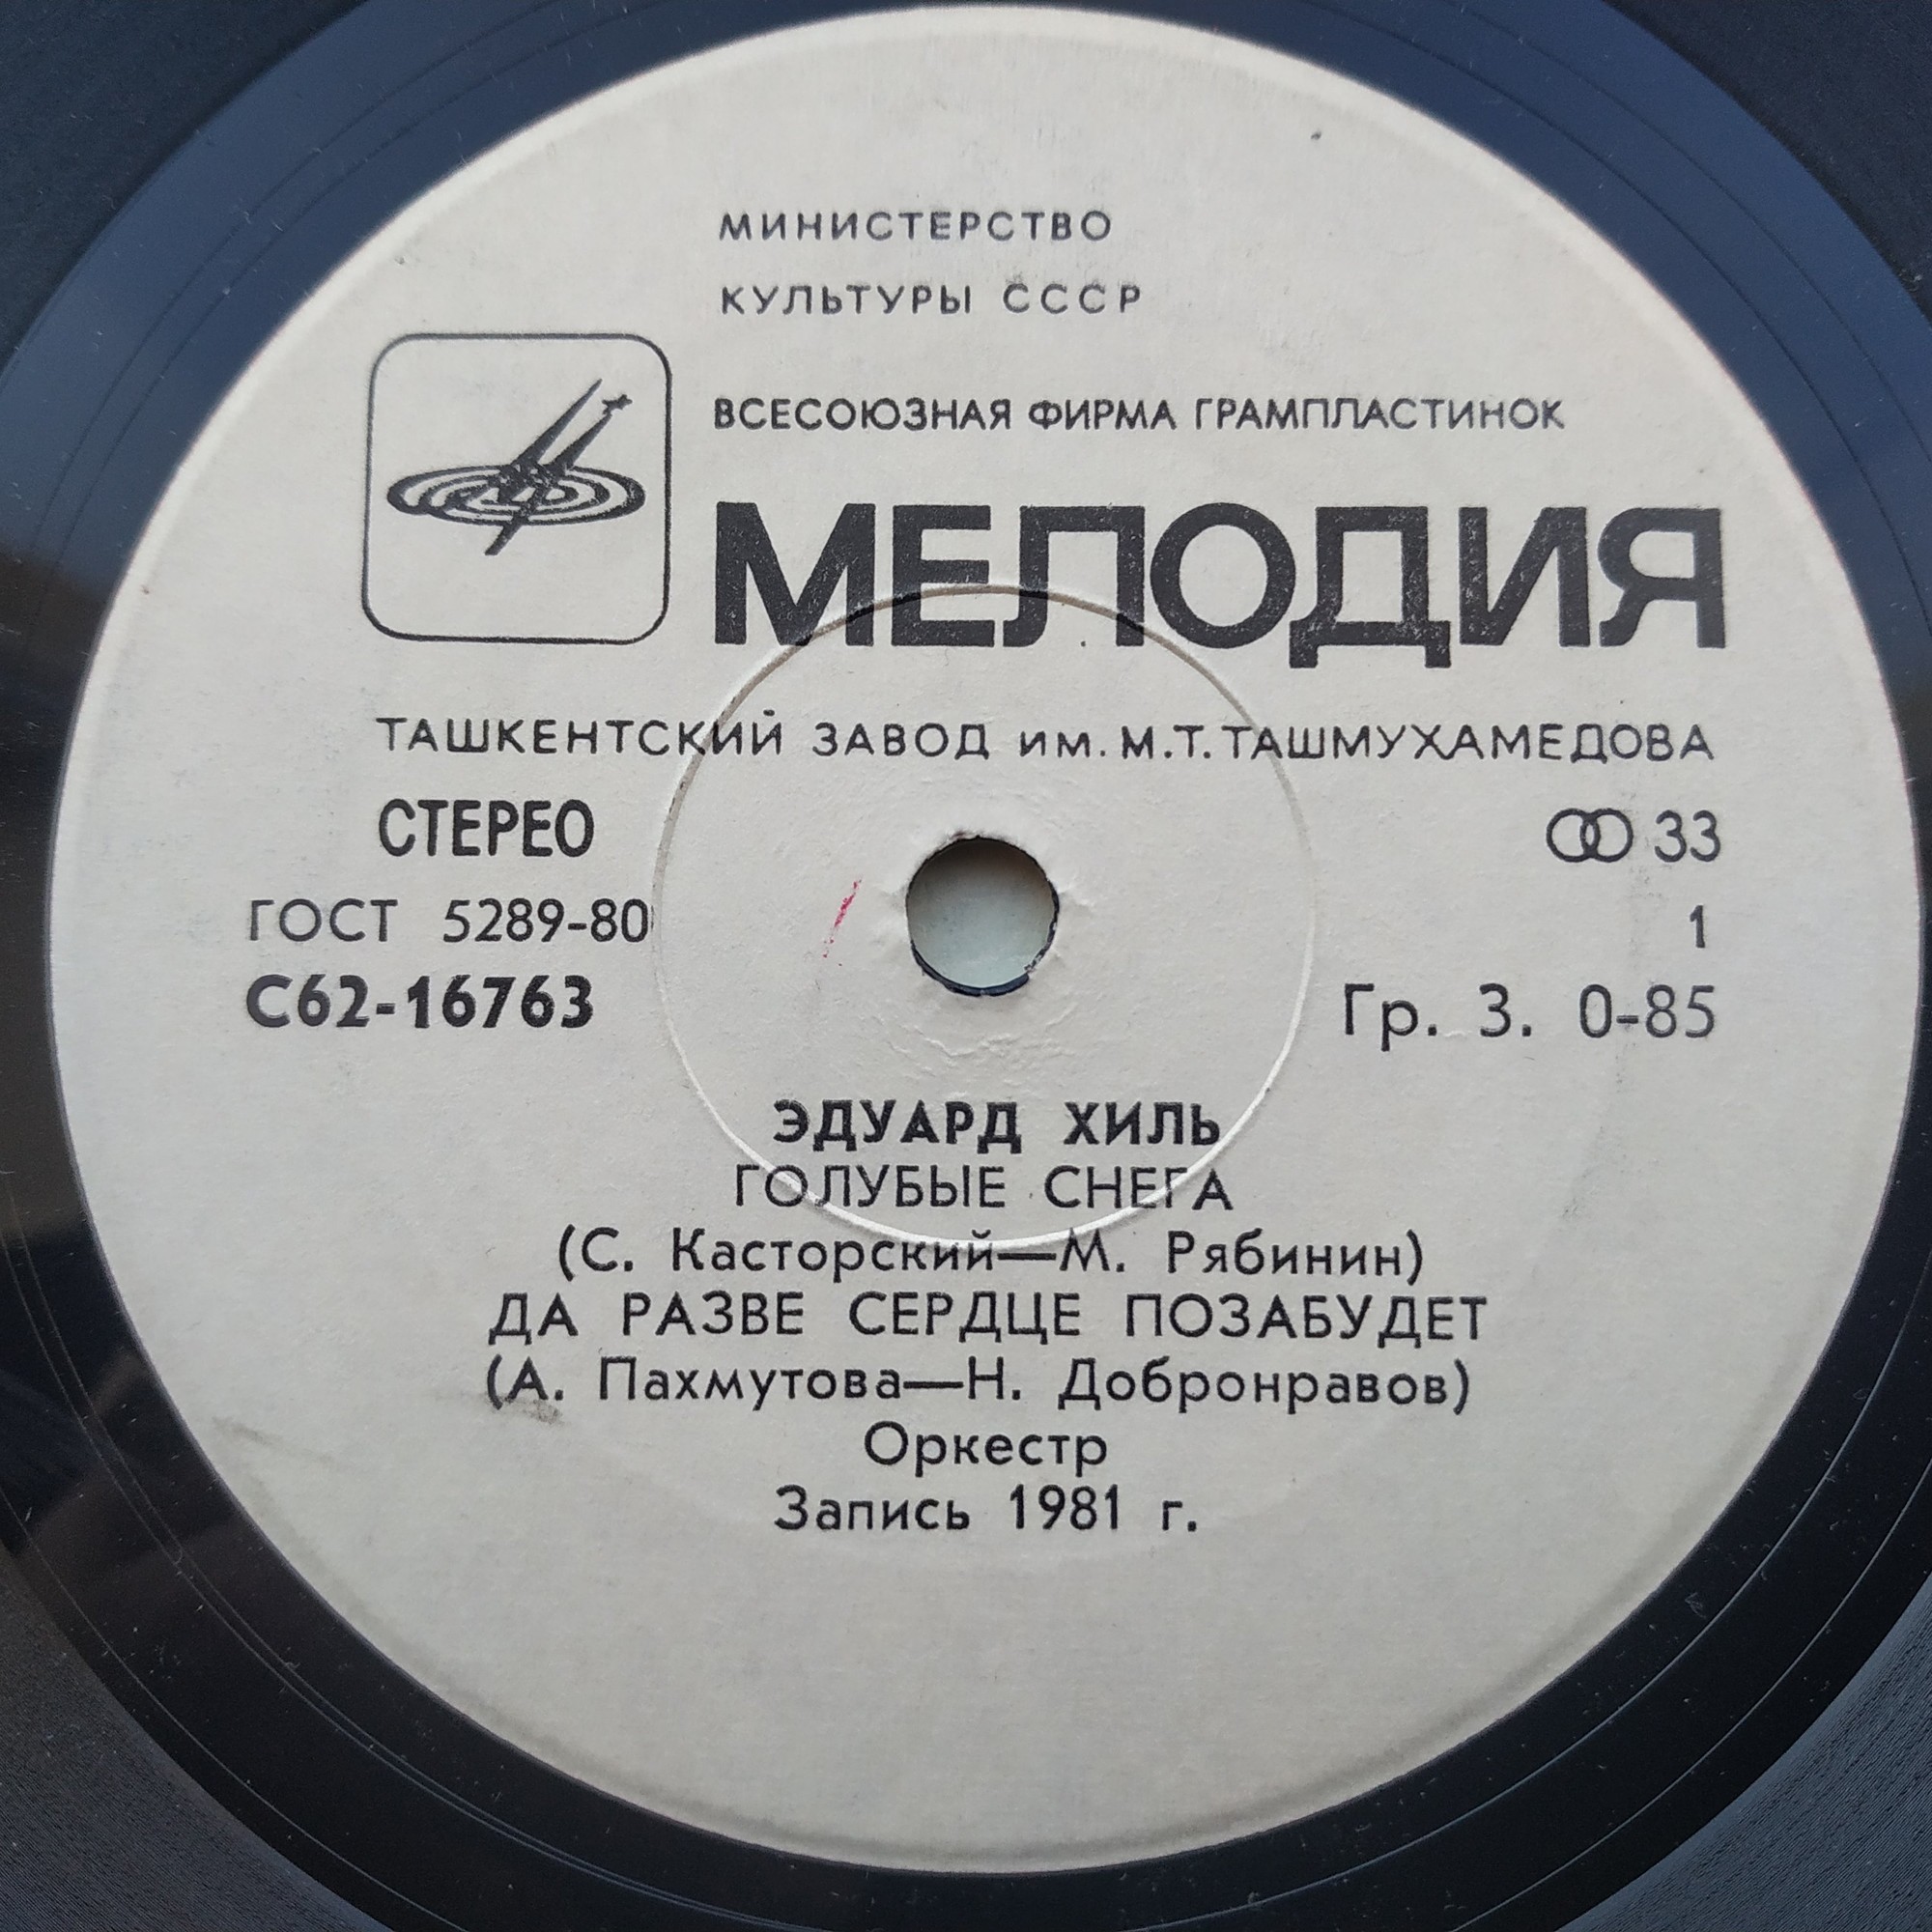 МИНИСТЕРСТВО
КУЛЬТУРЫ СССР
ВСЕСОЮЗНАЯ ФИРМА ГРАМПЛАСТИНОК
МЕЛОДИЯ
ТАШКЕНТСКИЙ ЗАВОД им. М.Т. ТАШМУХАМЕДОВА
СТЕРЕО 33
ГОСТ 5289-80 1
С62-16763 Гр. 3. 0-85
ЭДУАРД ХИЛЬ
ГОЛУБЫЕ СНЕГА
(С. Касторский—М. Рябинин)
ДА РАЗВЕ СЕРДЦЕ ПОЗАБУДЕТ
(А. Пахмутова—Н. Добронравов)
Оркестр
Запись 1981 г.